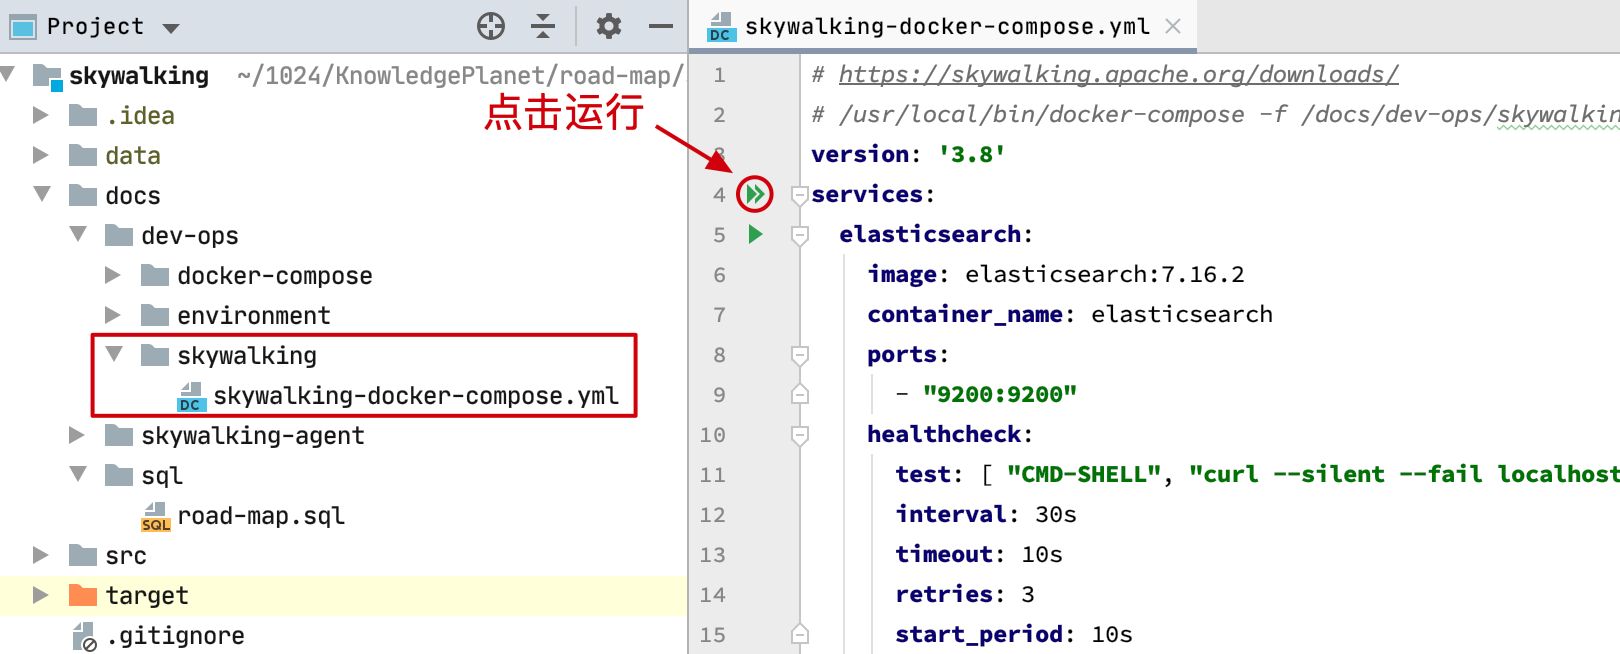 Project
skywalking ~/1024/KnowledgePlanet/road-map/
.idea
data
docs
dev-ops
docker-compose
environment
skywalking
DC skywalking-docker-compose.yml
skywalking-agent
sql
SQL road-map.sql
src
target
.gitignore
点击运行
DC skywalking-docker-compose.yml
1 # https://skywalking.apache.org/downloads/
2 # /usr/local/bin/docker-compose -f /docs/dev-ops/skywalkin
3 version: '3.8'
4 services:
5 elasticsearch:
6 image: elasticsearch:7.16.2
7 container_name: elasticsearch
8 ports:
9 - "9200:9200"
10 healthcheck:
11 test: [ "CMD-SHELL", "curl --silent --fail localhost
12 interval: 30s
13 timeout: 10s
14 retries: 3
15 start_period: 10s